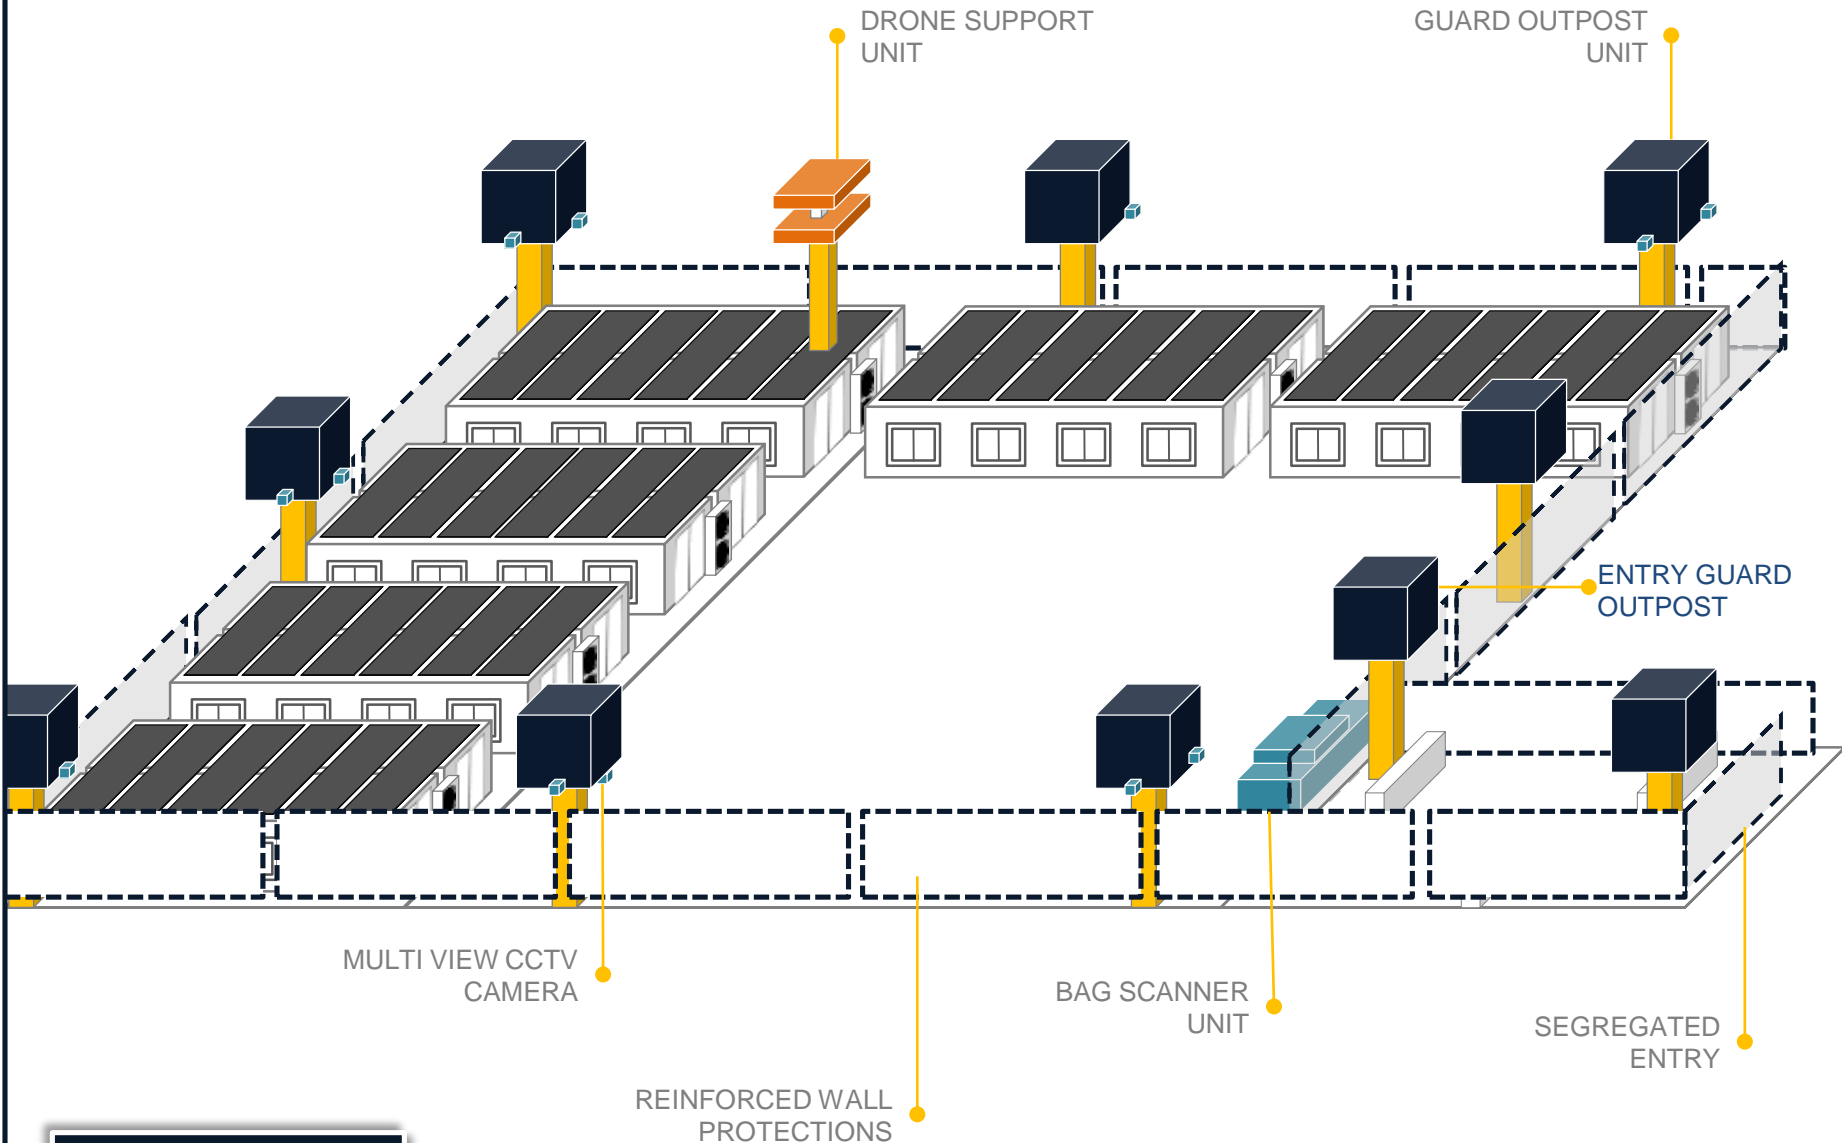 DRONE SUPPORT
UNIT
GUARD OUTPOST
UNIT
ENTRY GUARD
OUTPOST
MULTI VIEW CCTV
CAMERA
BAG SCANNER
UNIT
SEGREGATED
ENTRY
REINFORCED WALL
PROTECTIONS